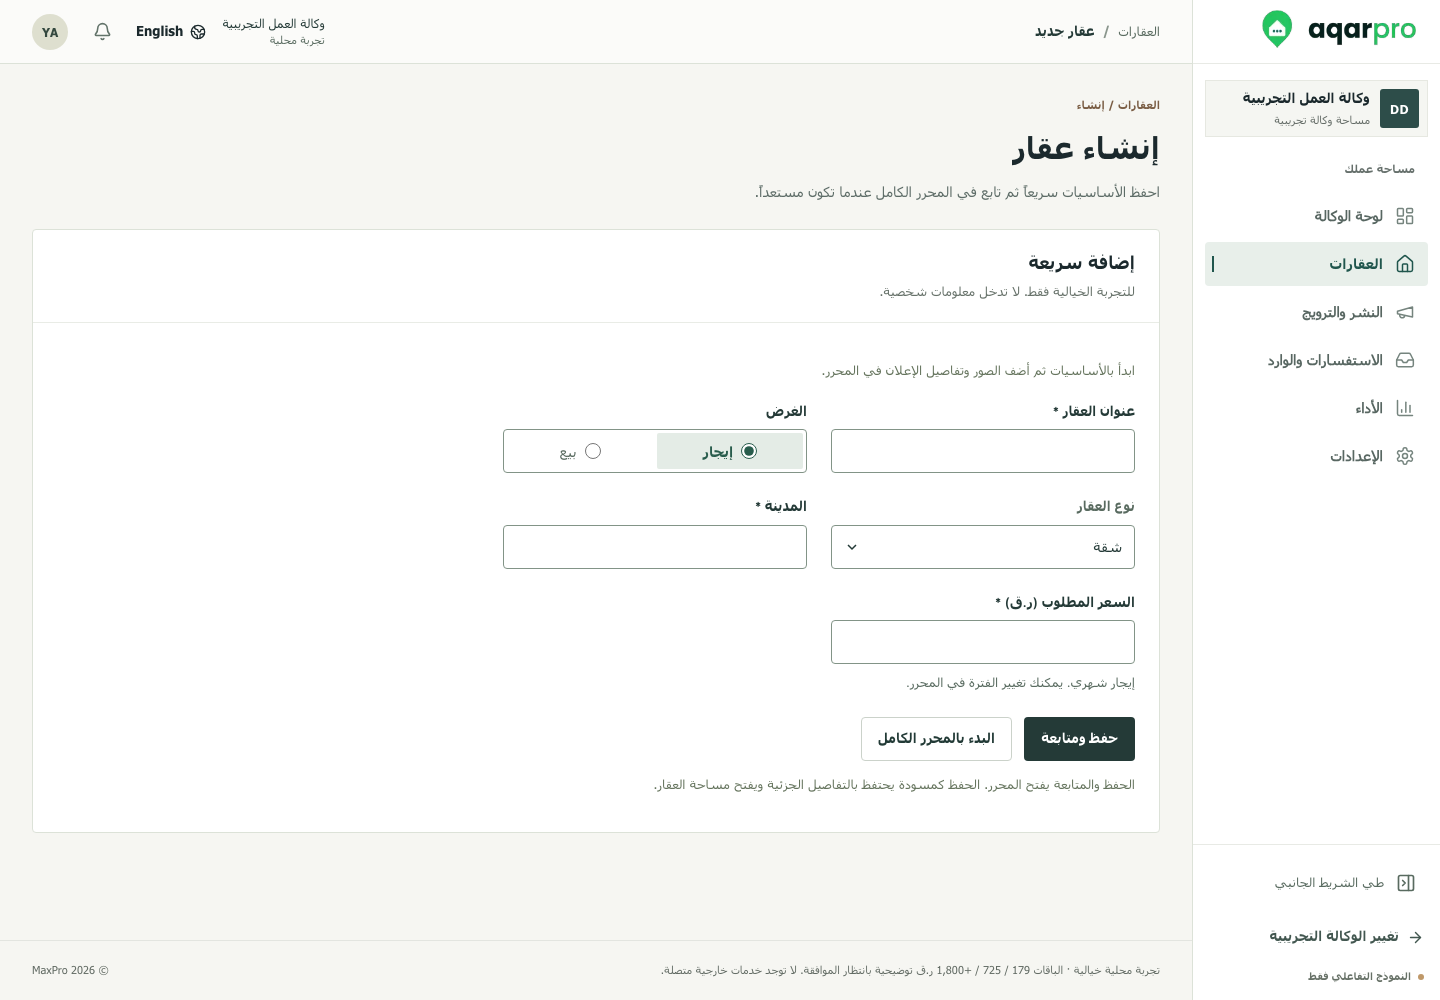 aqarpro
وكالة العمل التجريبية
تجربة محلية
English
YA
العقارات / عقار جديد
DD
وكالة العمل التجريبية
مساحة وكالة تجريبية
مساحة عملك
لوحة الوكالة
العقارات
النشر والترويج
الاستفسارات والوارد
الأداء
الإعدادات
طي الشريط الجانبي
تغيير الوكالة التجريبية
النموذج التفاعلي فقط
العقارات / إنشاء
إنشاء عقار
احفظ الأساسيات سريعاً ثم تابع في المحرر الكامل عندما تكون مستعداً.
إضافة سريعة
للتجربة الخيالية فقط. لا تدخل معلومات شخصية.
ابدأ بالأساسيات ثم أضف الصور وتفاصيل الإعلان في المحرر.
عنوان العقار *
الغرض
إيجار
بيع
نوع العقار
المدينة *
شقة
السعر المطلوب (ر.ق) *
إيجار شهري. يمكنك تغيير الفترة في المحرر.
حفظ ومتابعة
البدء بالمحرر الكامل
الحفظ والمتابعة يفتح المحرر. الحفظ كمسودة يحتفظ بالتفاصيل الجزئية ويفتح مساحة العقار.
تجربة محلية خيالية · الباقات 179 / 725 / +1,800 ر.ق توضيحية بانتظار الموافقة. لا توجد خدمات خارجية متصلة.
© MaxPro 2026